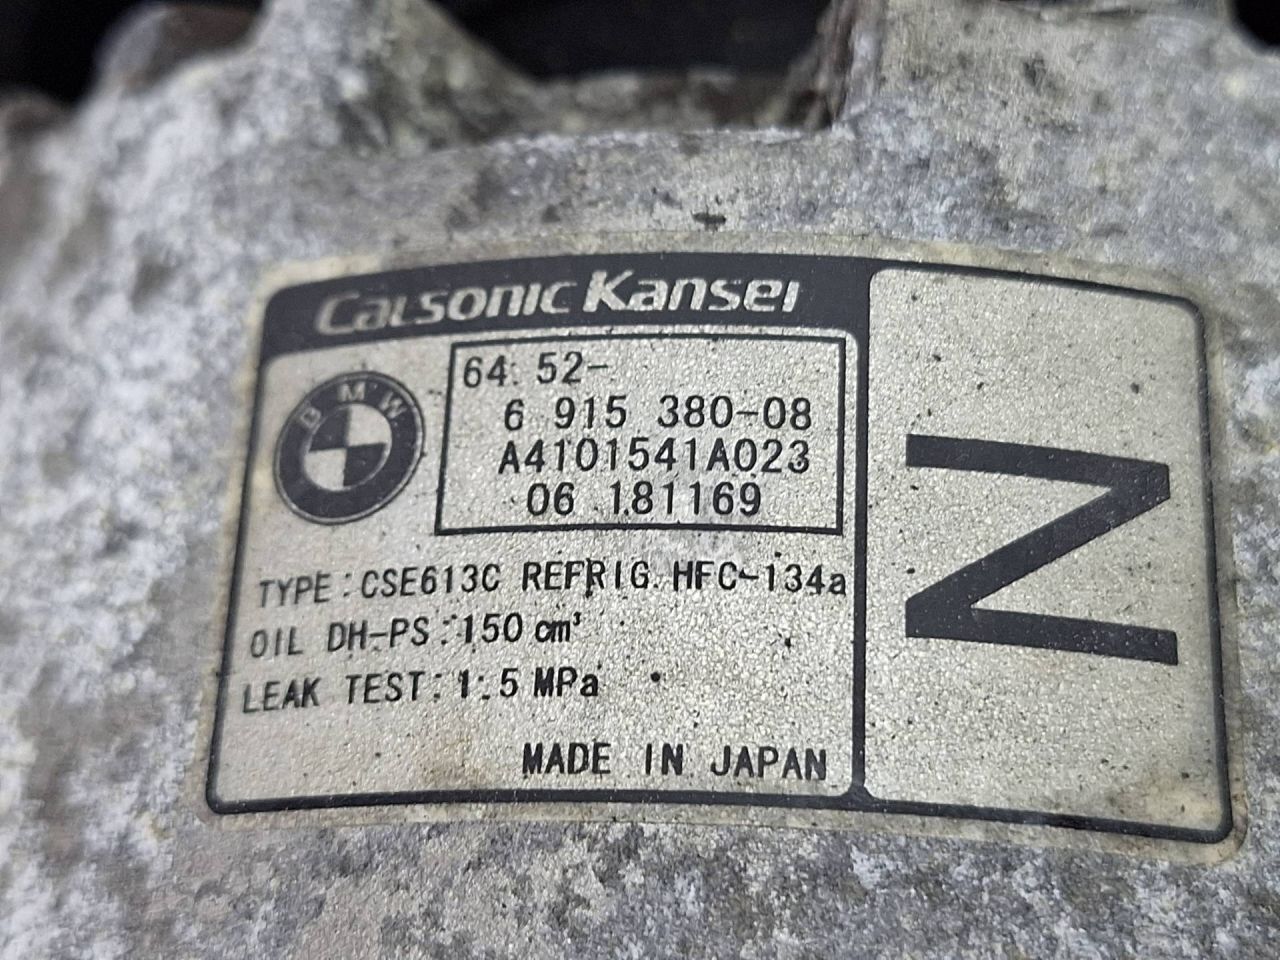 Calsonic Kansei
BMW
64 52-
6 915 380-08
A4101541A023
06 181169
TYPE : CSE613C REFRIG. HFC-134a
OIL DH-PS : 150 cm³
LEAK TEST : 1.5 MPa
MADE IN JAPAN
N